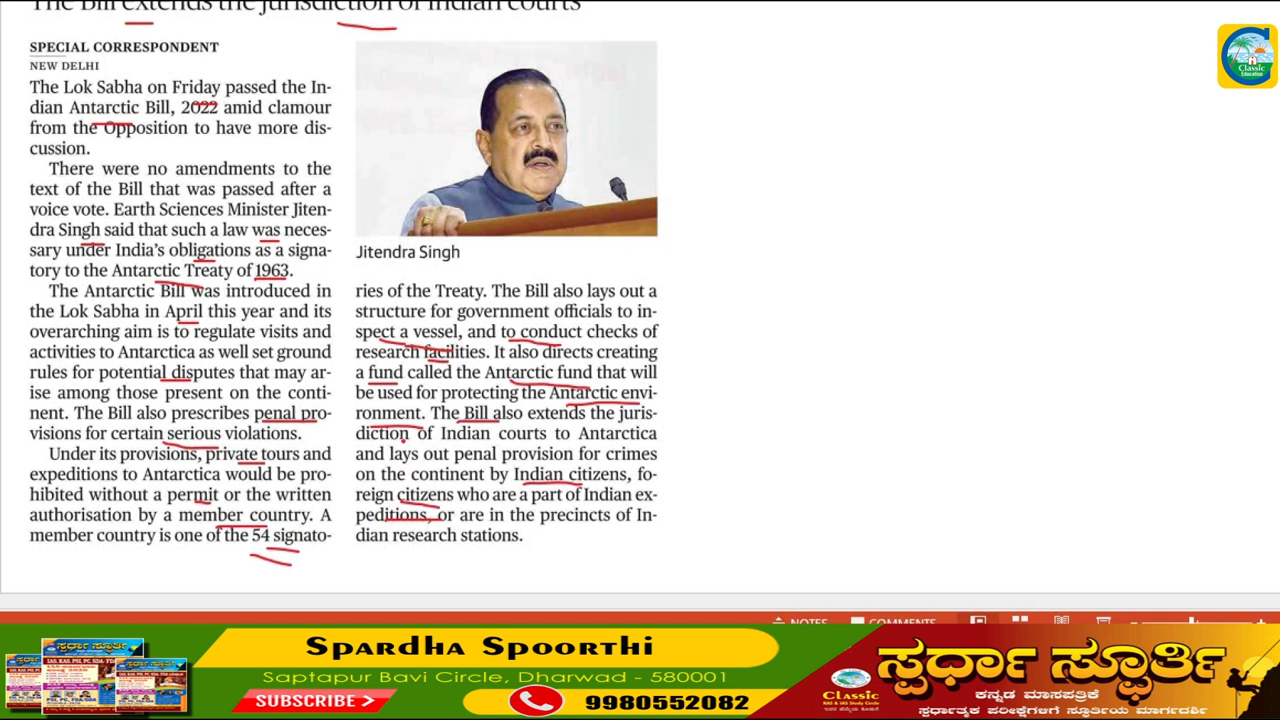 The Bill extends the jurisdiction of Indian courts
SPECIAL CORRESPONDENT
NEW DELHI
The Lok Sabha on Friday passed the In-
dian Antarctic Bill, 2022 amid clamour
from the Opposition to have more dis-
cussion.
There were no amendments to the
text of the Bill that was passed after a
voice vote. Earth Sciences Minister Jiten-
dra Singh said that such a law was neces-
sary under India's obligations as a signa-
tory to the Antarctic Treaty of 1963.
The Antarctic Bill was introduced in
the Lok Sabha in April this year and its
overarching aim is to regulate visits and
activities to Antarctica as well set ground
rules for potential disputes that may ar-
ise among those present on the conti-
nent. The Bill also prescribes penal pro-
visions for certain serious violations.
Under its provisions, private tours and
expeditions to Antarctica would be pro-
hibited without a permit or the written
authorisation by a member country. A
member country is one of the 54 signato-
Jitendra Singh
ries of the Treaty. The Bill also lays out a
structure for government officials to in-
spect a vessel, and to conduct checks of
research facilities. It also directs creating
a fund called the Antarctic fund that will
be used for protecting the Antarctic envi-
ronment. The Bill also extends the juris-
diction of Indian courts to Antarctica
and lays out penal provision for crimes
on the continent by Indian citizens, fo-
reign citizens who are a part of Indian ex-
peditions, or are in the precincts of In-
dian research stations.
Classic
Education
NOTES
COMMENTS
Spardha Spoorthi
Saptapur Bavi Circle, Dharwad - 580001
SUBSCRIBE >
9980552082
ಸ್ಪರ್ಧಾ ಸ್ಫೂರ್ತಿ
ಕನ್ನಡ ಮಾಸಪತ್ರಿಕೆ
ಸ್ಪರ್ಧಾತ್ಮಕ ಪರೀಕ್ಷೆಗಳಿಗೆ ಸ್ಫೂರ್ತಿಯ ಮಾರ್ಗದರ್ಶಿ
Classic
KAS & IAS Study Circle